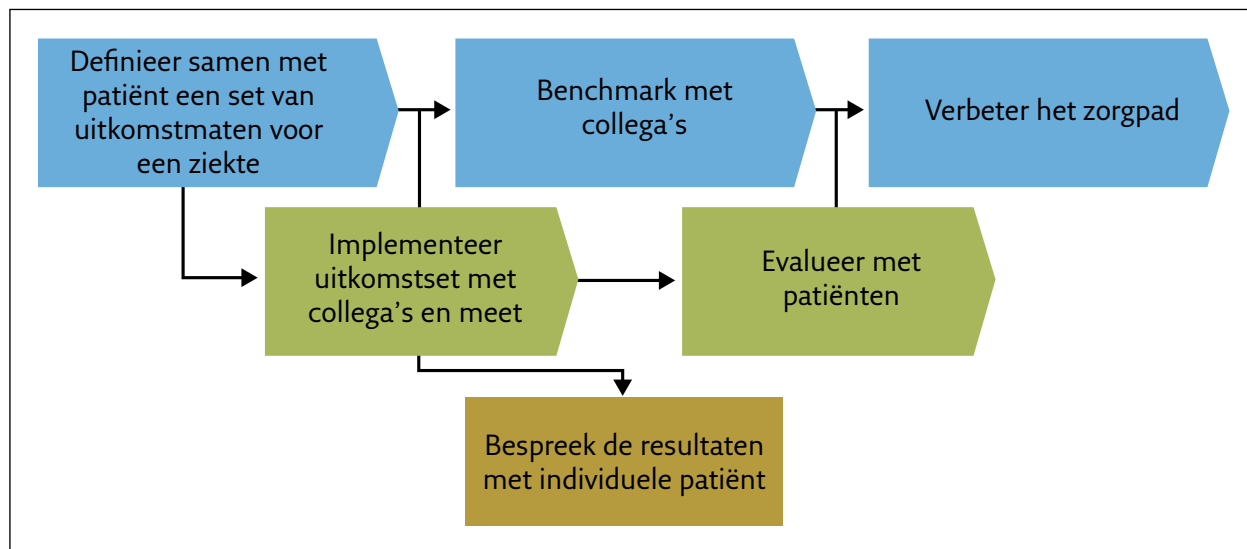 Definieer samen met
patiënt een set van
uitkomstmaten voor
een ziekte
Benchmark met
collega’s
Verbeter het zorgpad
Implementeer
uitkomstset met
collega’s en meet
Evalueer met
patiënten
Bespreek de resultaten
met individuele patiënt